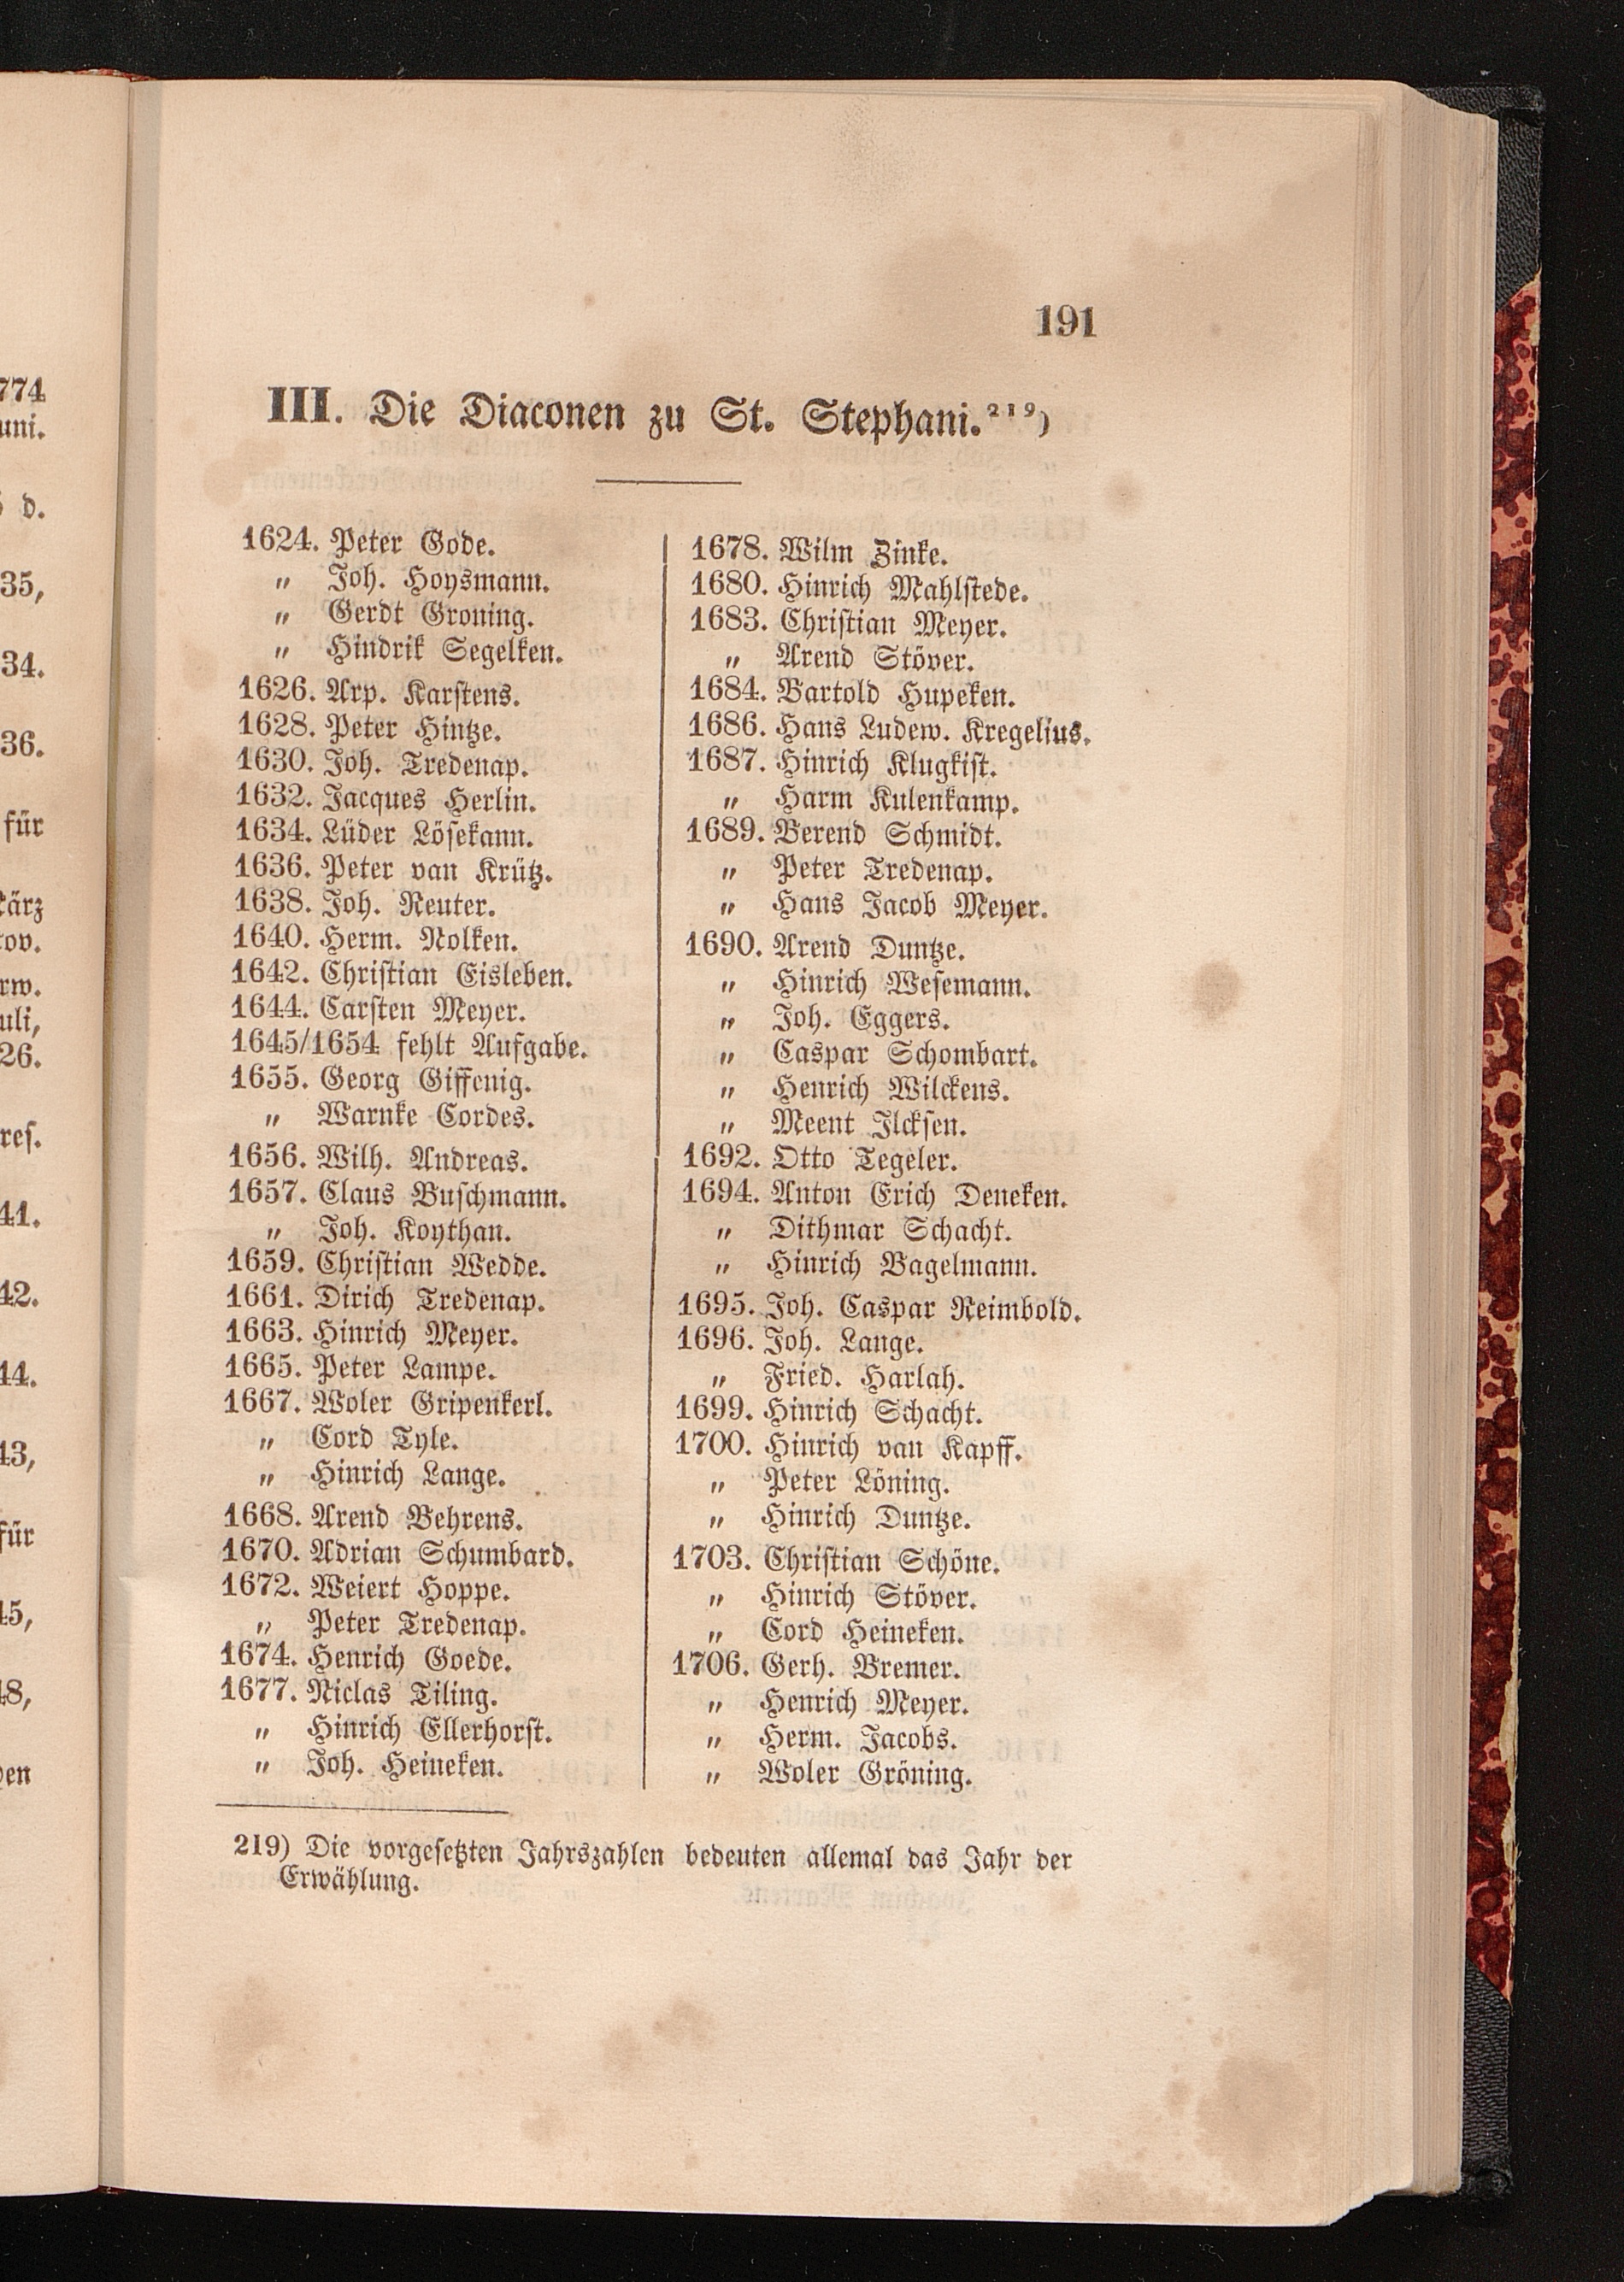 191
III. Die Diaconen zu St. Stephani.²¹⁹)
1624. Peter Gode.
" Joh. Hoysmann.
" Gerdt Groning.
" Hindrik Segelken.
1626. Arp. Karstens.
1628. Peter Hintze.
1630. Joh. Tredenap.
1632. Jacques Herlin.
1634. Lüder Lösekann.
1636. Peter van Krütz.
1638. Joh. Reuter.
1640. Herm. Nolken.
1642. Christian Eisleben.
1644. Carsten Meyer.
1645/1654 fehlt Aufgabe.
1655. Georg Giffenig.
" Warnke Cordes.
1656. Wilh. Andreas.
1657. Claus Buschmann.
" Joh. Koythan.
1659. Christian Wedde.
1661. Dirich Tredenap.
1663. Hinrich Meyer.
1665. Peter Lampe.
1667. Woler Gripenkerl.
" Cord Tyle.
" Hinrich Lange.
1668. Arend Behrens.
1670. Adrian Schumbard.
1672. Weiert Hoppe.
" Peter Tredenap.
1674. Henrich Goede.
1677. Niclas Tiling.
" Hinrich Ellerhorst.
" Joh. Heineken.
1678. Wilm Zinke.
1680. Hinrich Mahlstede.
1683. Christian Meyer.
" Arend Stöver.
1684. Bartold Hupeken.
1686. Hans Ludew. Kregelius.
1687. Hinrich Klugkist.
" Harm Kulenkamp.
1689. Berend Schmidt.
" Peter Tredenap.
" Hans Jacob Meyer.
1690. Arend Duntze.
" Hinrich Wesemann.
" Joh. Eggers.
" Caspar Schombart.
" Henrich Wilckens.
" Meent Ilcksen.
1692. Otto Tegeler.
1694. Anton Erich Deneken.
" Dithmar Schacht.
" Hinrich Bagelmann.
1695. Joh. Caspar Reimbold.
1696. Joh. Lange.
" Fried. Harlah.
1699. Hinrich Schacht.
1700. Hinrich van Kapff.
" Peter Löning.
" Hinrich Duntze.
1703. Christian Schöne.
" Hinrich Stöver.
" Cord Heineken.
1706. Gerh. Bremer.
" Henrich Meyer.
" Herm. Jacobs.
" Woler Gröning.
219) Die vorgesetzten Jahrszahlen bedeuten allemal das Jahr der
Erwählung.